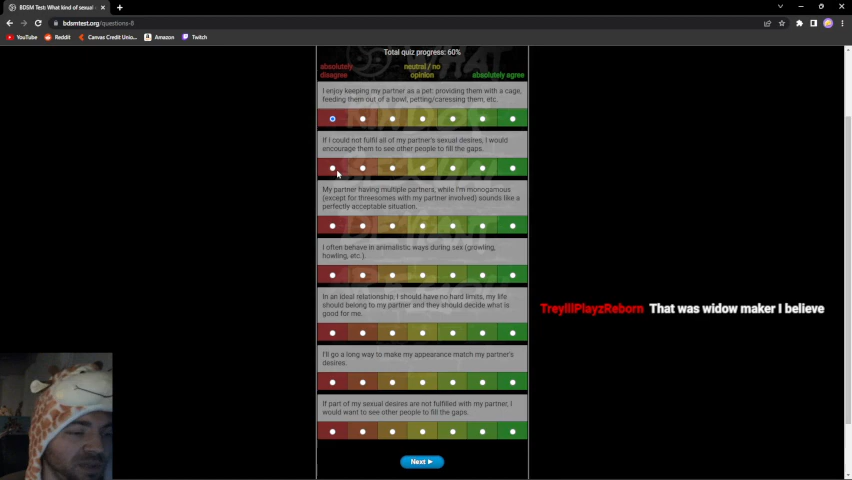 BDSM Test: What kind of sexual
bdsmtest.org/questions-8
YouTube Reddit Canvas Credit Unio... Amazon Twitch
Total quiz progress: 60%
absolutely disagree neutral / no opinion absolutely agree
I enjoy keeping my partner as a pet: providing them with a cage,
feeding them out of a bowl, petting/caressing them, etc.
If I could not fulfil all of my partner's sexual desires, I would
encourage them to see other people to fill the gaps.
My partner having multiple partners, while I'm monogamous
(except for threesomes with my partner involved) sounds like a
perfectly acceptable situation.
I often behave in animalistic ways during sex (growling,
howling, etc.).
In an ideal relationship, I should have no hard limits, my life
should belong to my partner and they should decide what is
good for me.
TreyIIIPlayzReborn That was widow maker I believe
I'll go a long way to make my appearance match my partner's
desires.
If part of my sexual desires are not fulfilled with my partner, I
would want to see other people to fill the gaps.
Next